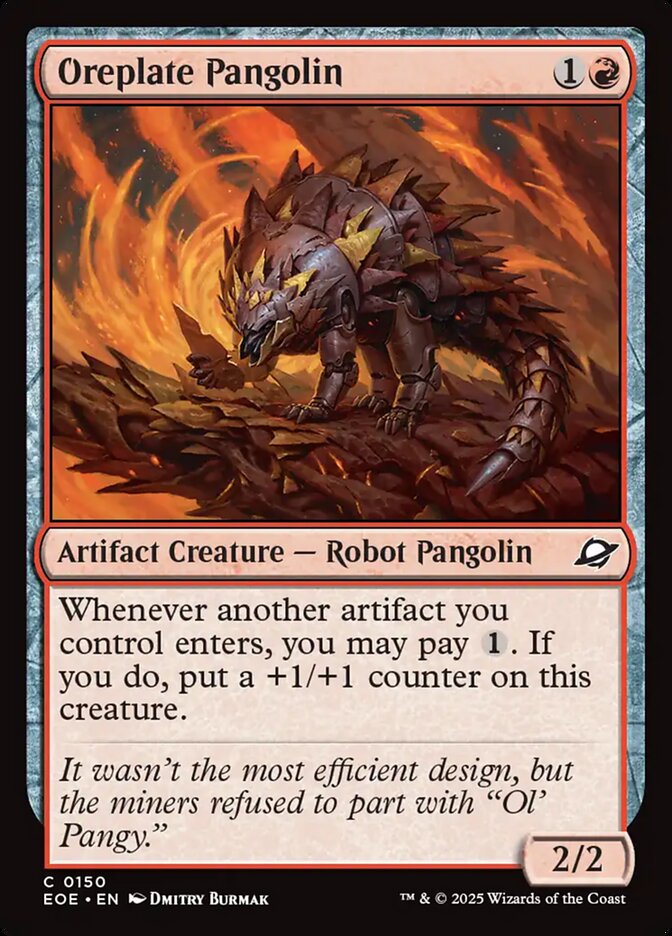 Oreplate Pangolin 1
Artifact Creature — Robot Pangolin
Whenever another artifact you
control enters, you may pay 1. If
you do, put a +1/+1 counter on this
creature.
It wasn't the most efficient design, but
the miners refused to part with “Ol’
Pangy.”
2/2
C 0150
EOE • EN DMITRY BURMAK
™ & © 2025 Wizards of the Coast